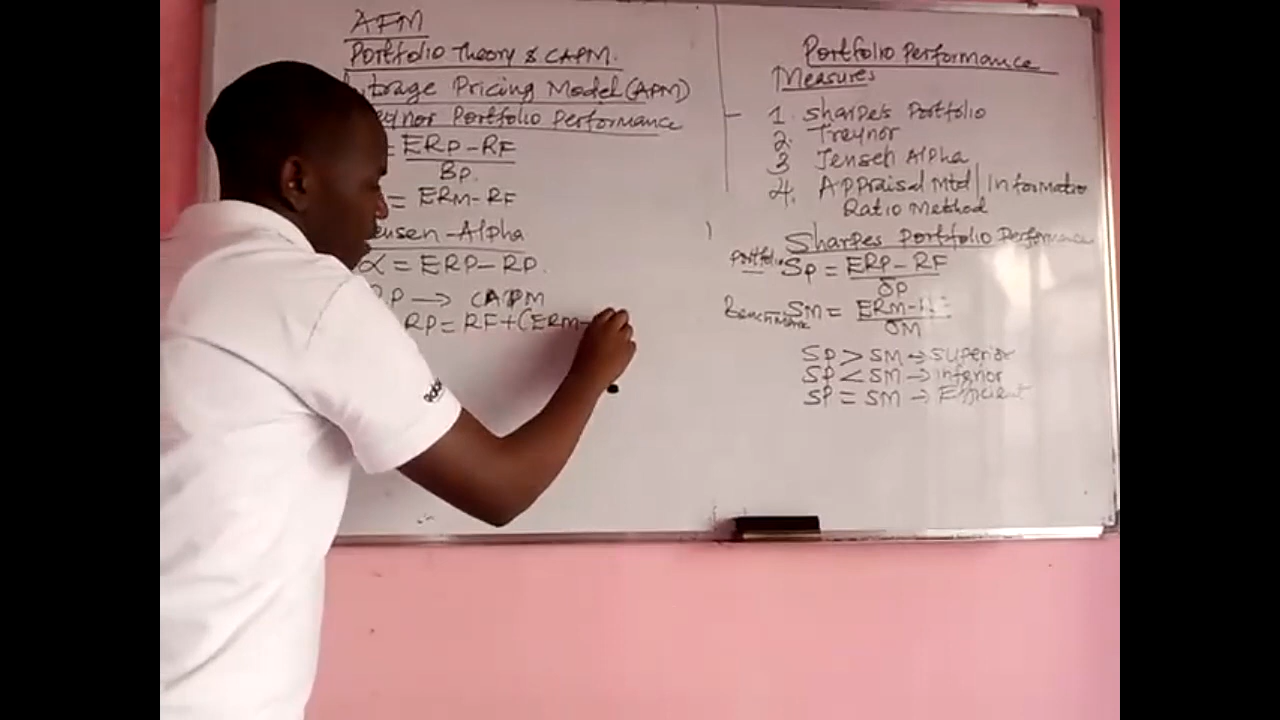 AFM
Portfolio Theory & CAPM.
Pricing Model (APM)
Portfolio Performance
= ERP - RF
BP.
= ERM - RF
Jensen - Alpha
α = ERP - RP.
RP → CAPM
RP = RF + (ERM -
Portfolio Performance
Measures
1. Sharpe's Portfolio
2. Treynor
3 Jensen Alpha
4. Appraisal Mtd / Informatio
Ratio Method
Sharpes Portfolio Performance
Portfolio SP = ERP - RF
δP
Benchmark SM = ERM -
δM
SP > SM → Superior
SP < SM → Inferior
SP = SM → Efficient